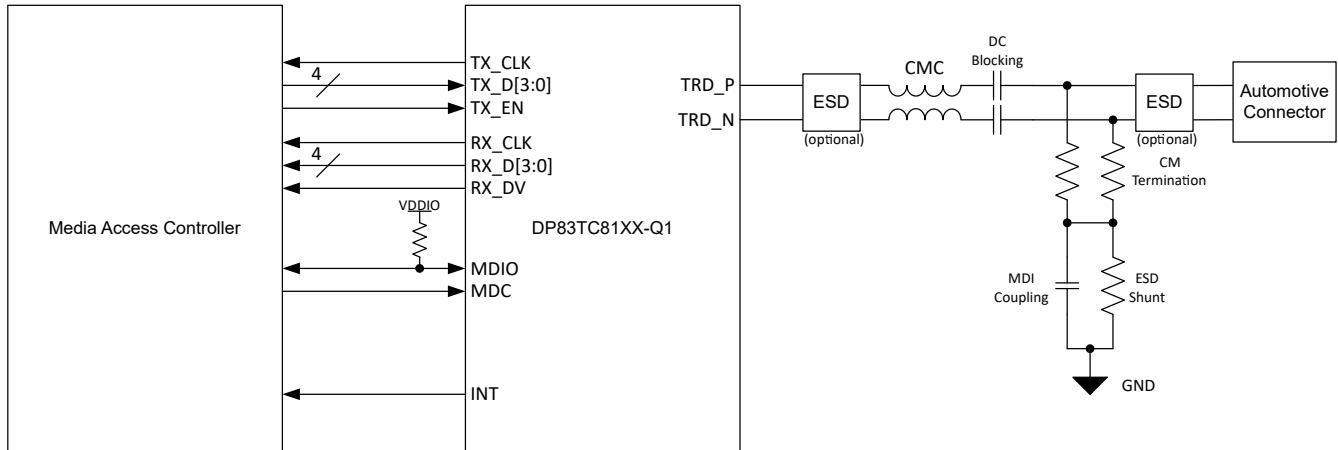 Media Access Controller
4
4
VDDIO
TX_CLK
TX_D[3:0]
TX_EN
RX_CLK
RX_D[3:0]
RX_DV
MDIO
MDC
INT
DP83TC81XX-Q1
TRD_P
TRD_N
ESD
(optional)
CMC
DC
Blocking
ESD
(optional)
Automotive
Connector
CM
Termination
MDI
Coupling
ESD
Shunt
GND